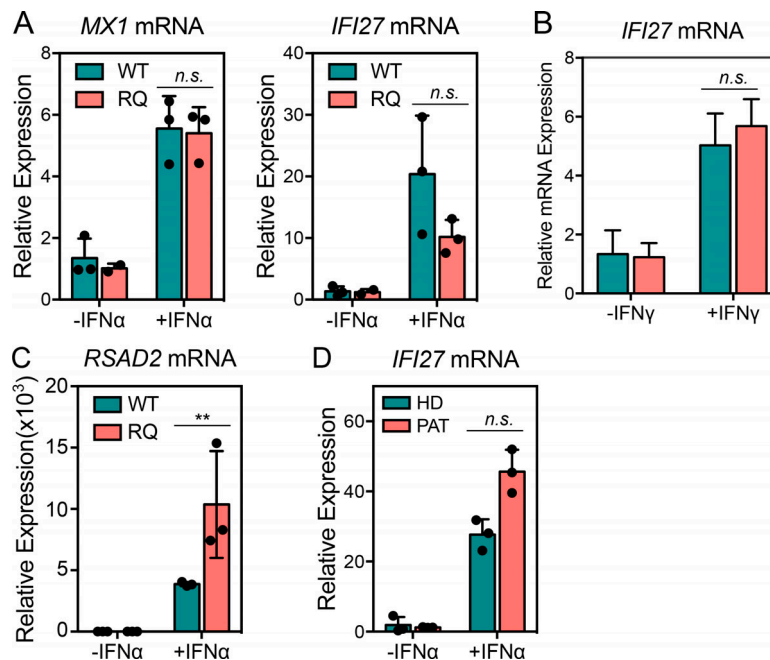 A
MX1 mRNA
Relative Expression
8
6
4
2
0
WT
RQ
n.s.
-IFNα
+IFNα
IFI27 mRNA
Relative Expression
40
30
20
10
0
WT
RQ
n.s.
-IFNα
+IFNα
B
IFI27 mRNA
Relative mRNA Expression
8
6
4
2
0
n.s.
-IFNγ
+IFNγ
C
RSAD2 mRNA
Relative Expression(x10³)
20
15
10
5
0
WT
RQ
**
-IFNα
+IFNα
D
IFI27 mRNA
Relative Expression
60
40
20
0
HD
PAT
n.s.
-IFNα
+IFNα